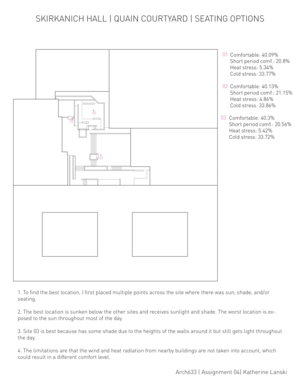 SKIRKANICH HALL | QUAIN COURTYARD | SEATING OPTIONS
01 Comfortable: 40.09%
Short period comf.: 20.8%
Heat stress: 5.34%
Cold stress: 33.77%
02 Comfortable: 40.13%
Short period comf.: 21.15%
Heat stress: 4.86%
Cold stress: 33.86%
03 Comfortable: 40.3%
Short period comf.: 20.56%
Heat stress: 5.42%
Cold stress: 33.72%
1. To find the best location, I first placed multiple points across the site where there was sun, shade, and/or
seating.
2. The best location is sunken below the other sites and receives sunlight and shade. The worst location is ex-
posed to the sun throughout most of the day.
3. Site 03 is best because has some shade due to the heights of the walls around it but still gets light throughout
the day.
4. The limitations are that the wind and heat radiation from nearby buildings are not taken into account, which
could result in a different comfort level.
Arch633 | Assignment 04| Katherine Lanski